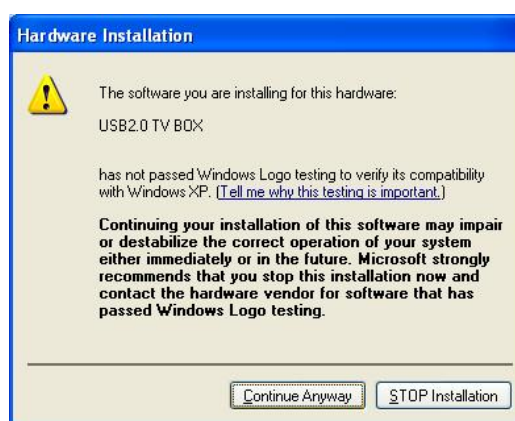 Hardware Installation
The software you are installing for this hardware:
USB2.0 TV BOX
has not passed Windows Logo testing to verify its compatibility
with Windows XP. (Tell me why this testing is important.)
Continuing your installation of this software may impair
or destabilize the correct operation of your system
either immediately or in the future. Microsoft strongly
recommends that you stop this installation now and
contact the hardware vendor for software that has
passed Windows Logo testing.
Continue Anyway STOP Installation